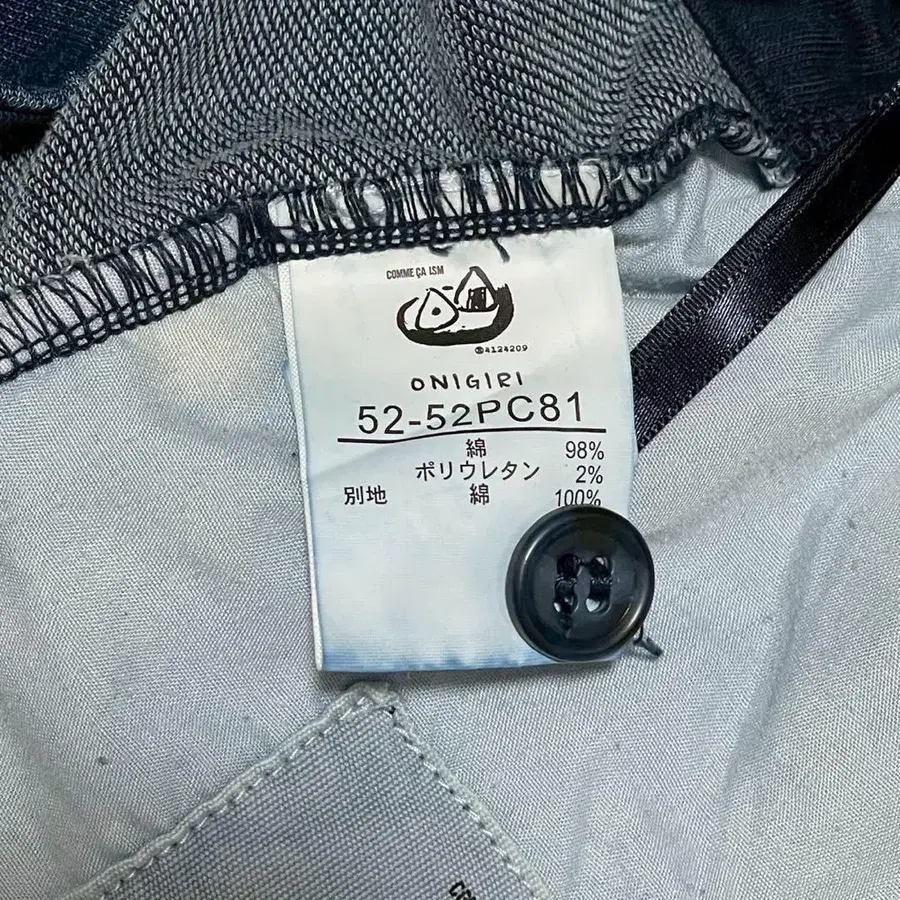 COMME ÇA ISM
4124209
ONIGIRI
52-52PC81
綿 98%
ポリウレタン 2%
別地 綿 100%